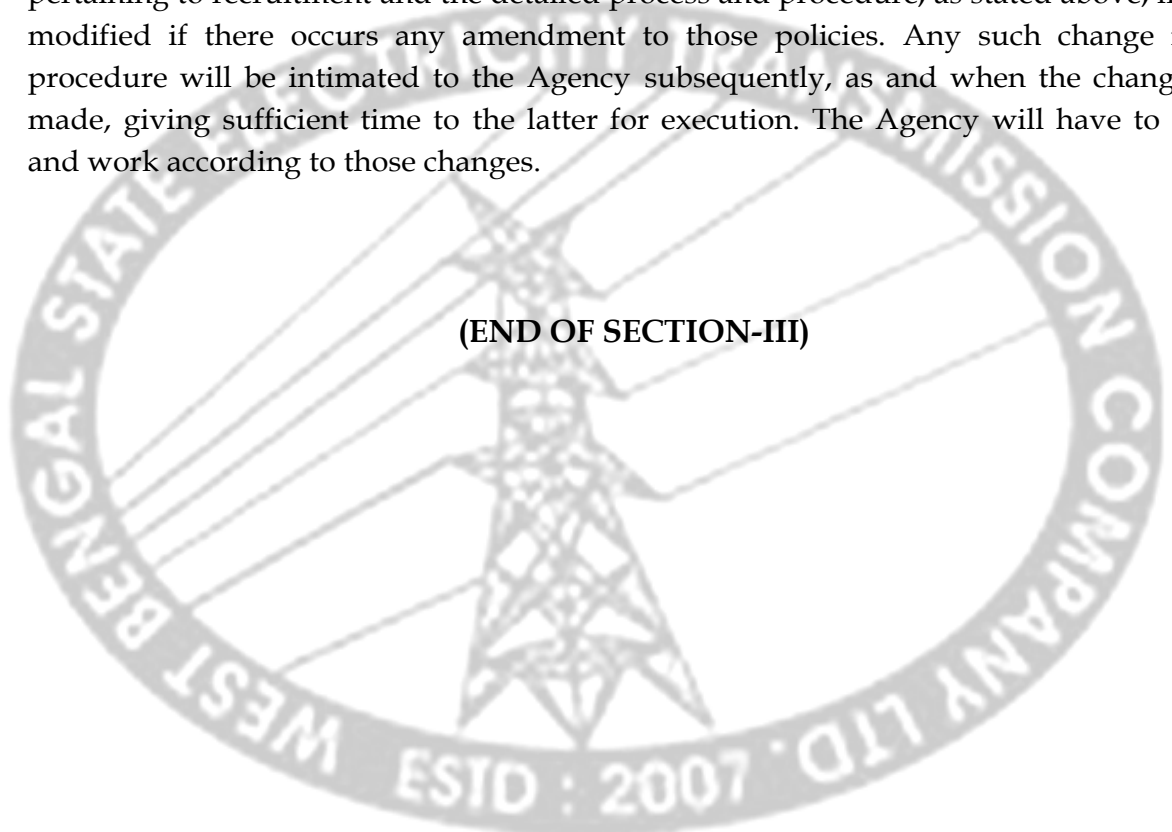 pertaining to recruitment and the detailed process and procedure, as stated above,
modified if there occurs any amendment to those policies. Any such change
procedure will be intimated to the Agency subsequently, as and when the chang
made, giving sufficient time to the latter for execution. The Agency will have to
and work according to those changes.
(END OF SECTION-III)
WEST BENGAL STATE ELECTRICITY TRANSMISSION COMPANY LTD.
ESTD : 2007